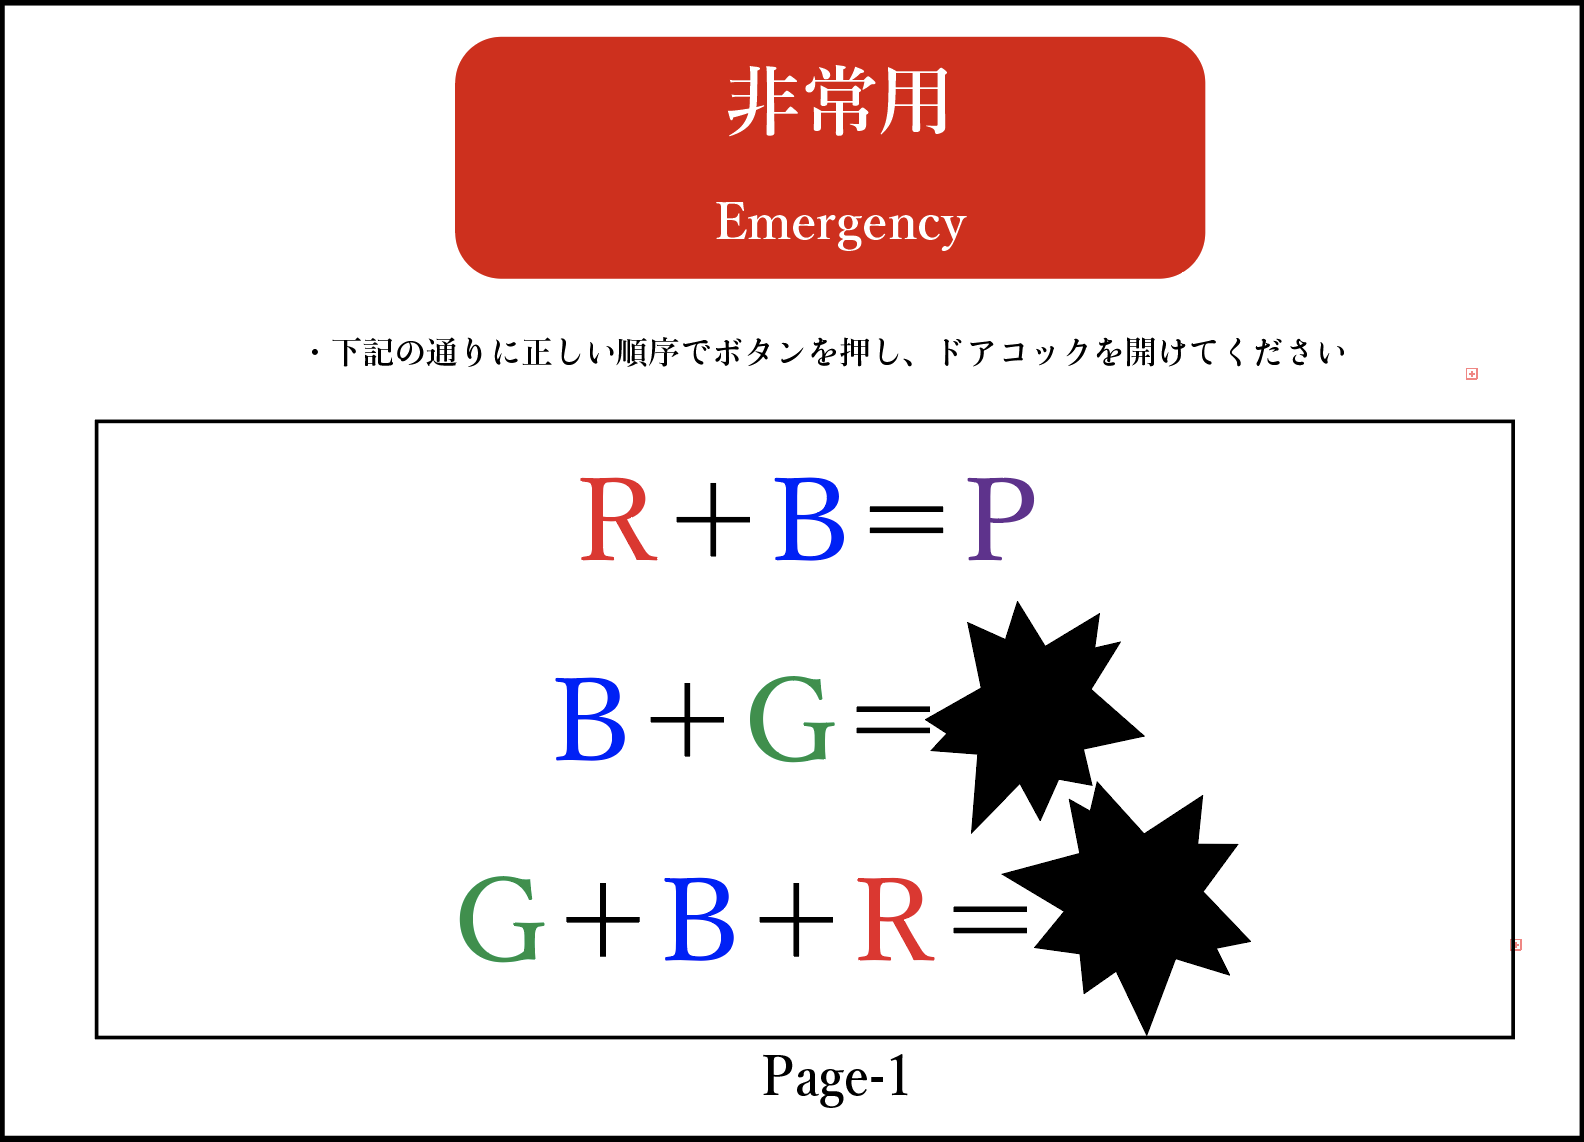 非常用
Emergency
・下記の通りに正しい順序でボタンを押し、ドアコックを開けてください
R+B=P
B+G=
G+B+R=
Page-1